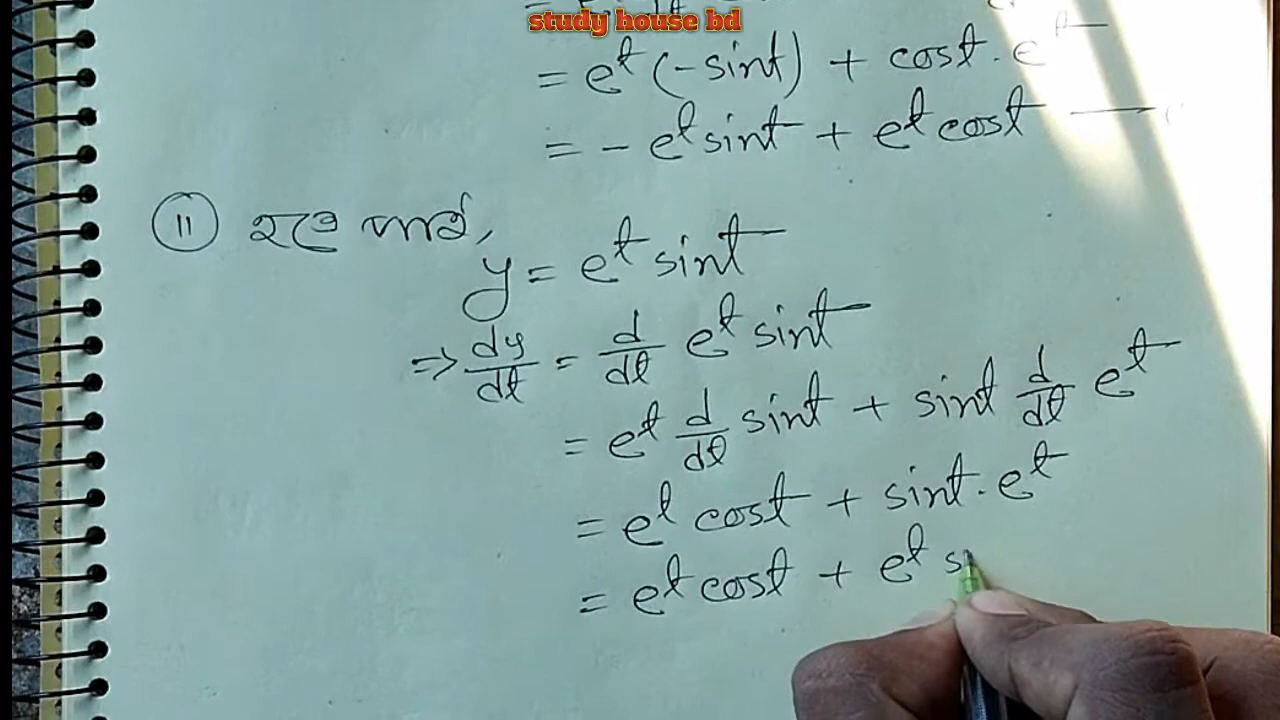 study house bd
= e^t (-sint) + cost · e^t
= - e^t sint + e^t cost
(11) হতে পাই,
y = e^t sint
=> dy/dt = d/dt e^t sint
= e^t d/dt sint + sint d/dt e^t
= e^t cost + sint · e^t
= e^t cost + e^t s